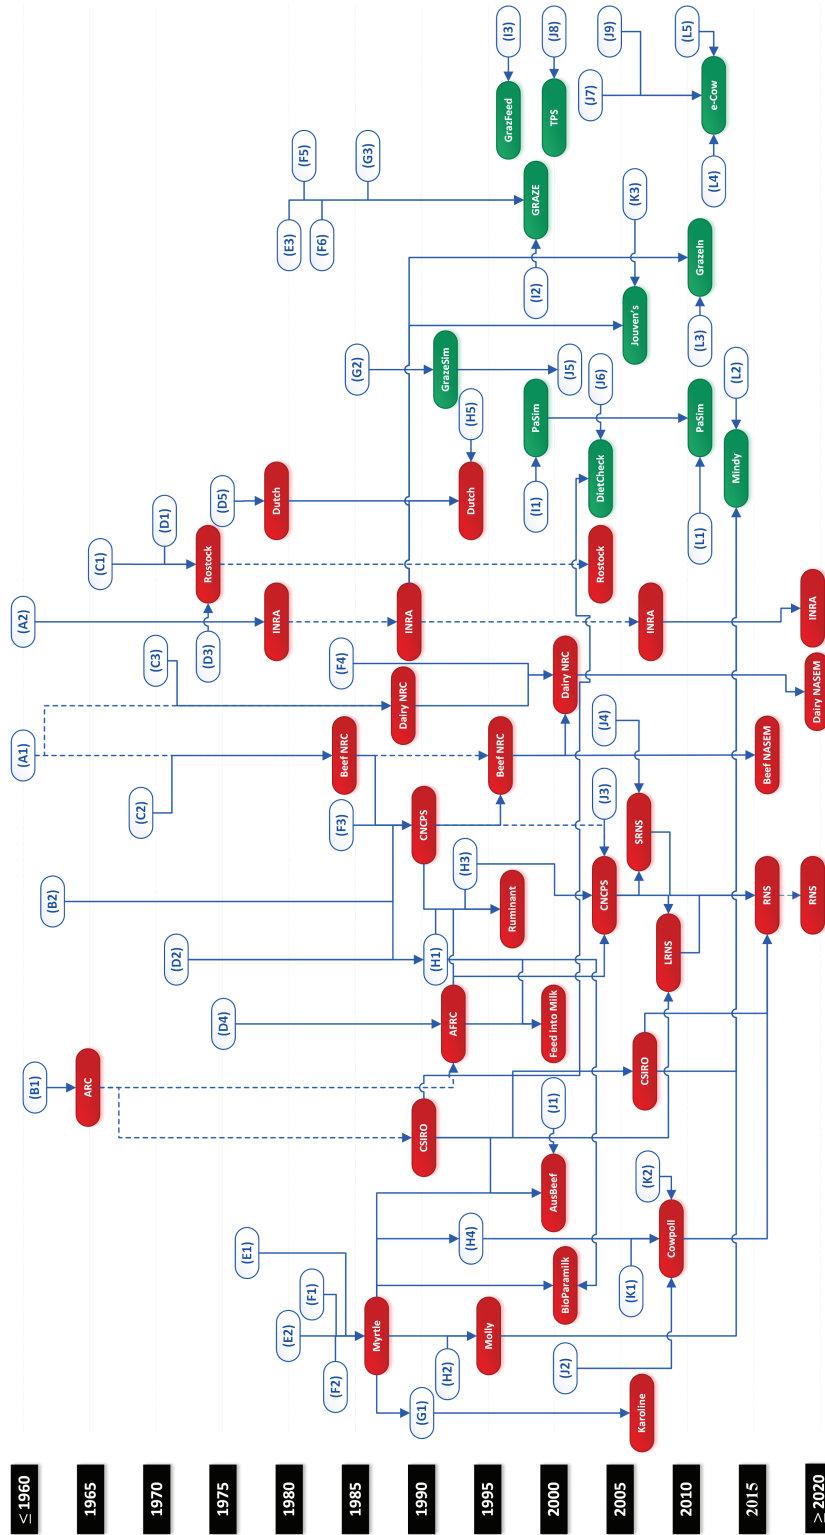 ≤ 1960
1965
1970
1975
1980
1985
1990
1995
2000
2005
2010
2015
≥ 2020
(A1)
(A2)
(B1)
(B2)
(C1)
(C2)
(C3)
(D1)
(D2)
(D3)
(D4)
(D5)
(E1)
(E2)
(E3)
(F1)
(F2)
(F3)
(F4)
(F5)
(F6)
(G1)
(G2)
(G3)
(H1)
(H2)
(H3)
(H4)
(H5)
(I1)
(I2)
(I3)
(J1)
(J2)
(J3)
(J4)
(J5)
(J6)
(J7)
(J8)
(J9)
(K1)
(K2)
(K3)
(L1)
(L2)
(L3)
(L4)
(L5)
ARC
Rostock
INRA
Dutch
Beef NRC
Myrtle
Dairy NRC
INRA
CSIRO
CNCPS
AFRC
GrazeSim
Dutch
Molly
Beef NRC
Ruminant
GrazFeed
PaSim
GRAZE
TPS
AusBeef
Feed into Milk
BioParamilk
Dairy NRC
Rostock
DietCheck
CNCPS
Karoline
SRNS
Jouven's
CSIRO
INRA
Cowpoll
LRNS
PaSim
GrazeIn
e-Cow
Mindy
Beef NASEM
RNS
Dairy NASEM
INRA
RNS